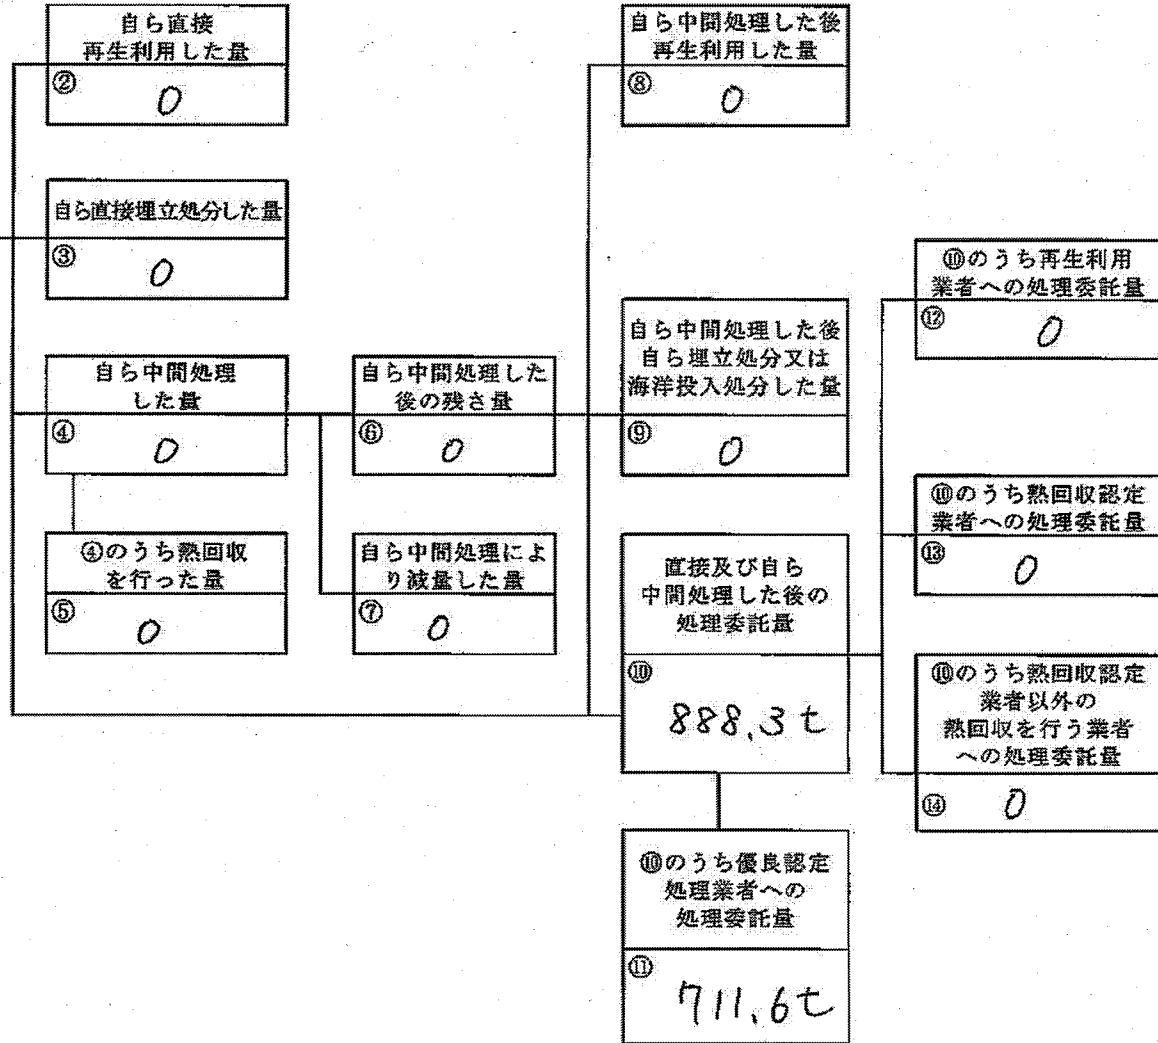 自ら直接
再生利用した量
②
0
自ら直接埋立処分した量
③
0
自ら中間処理
した量
④
0
④のうち熱回収
を行った量
⑤
0
自ら中間処理した
後の残さ量
⑥
0
自ら中間処理によ
り減量した量
⑦
0
自ら中間処理した後
再生利用した量
⑧
0
自ら中間処理した後
自ら埋立処分又は
海洋投入処分した量
⑨
0
直接及び自ら
中間処理した後の
処理委託量
⑩
888.3t
⑩のうち優良認定
処理業者への
処理委託量
⑪
711.6t
⑩のうち再生利用
業者への処理委託量
⑫
0
⑩のうち熱回収認定
業者への処理委託量
⑬
0
⑩のうち熱回収認定
業者以外の
熱回収を行う業者
への処理委託量
⑭
0